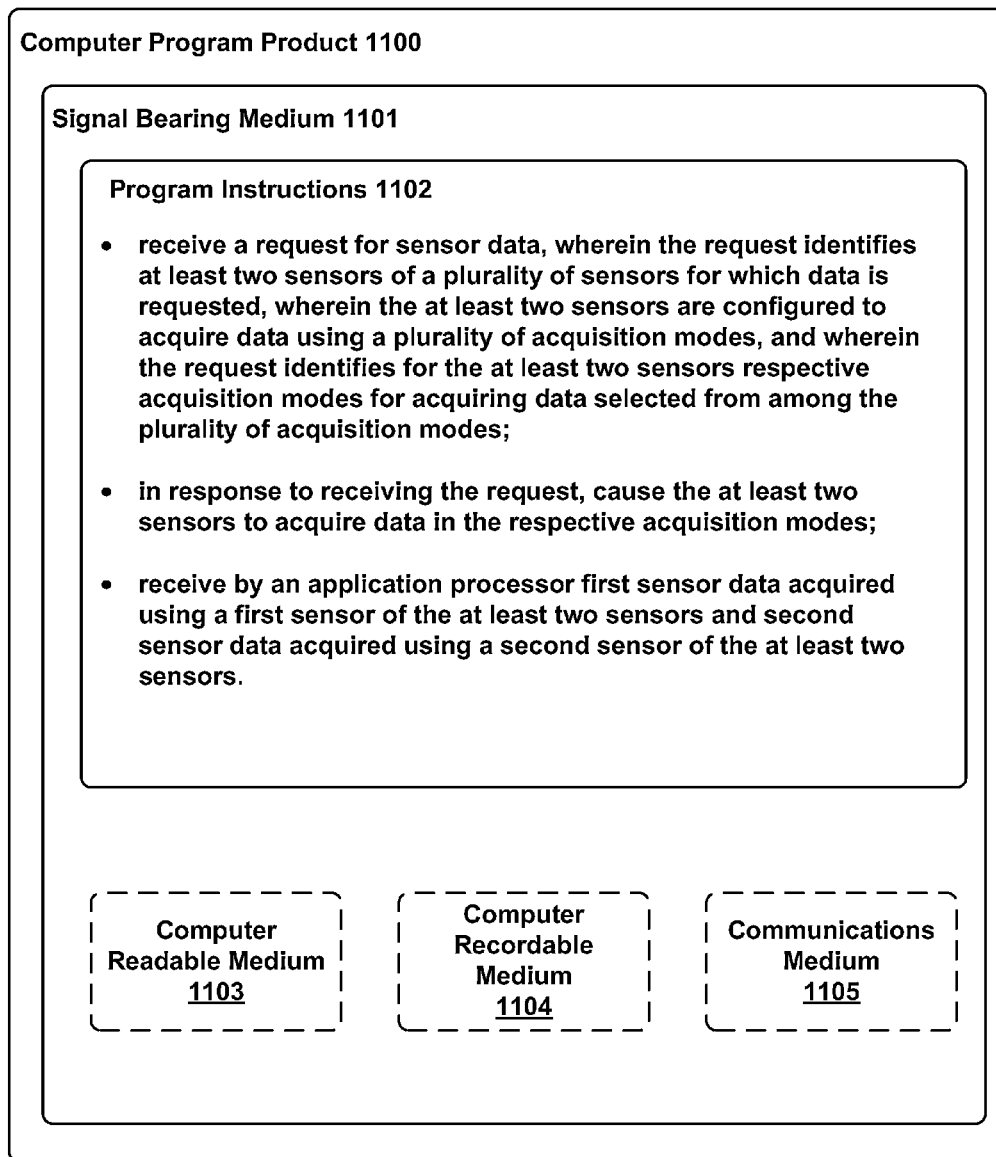 Computer Program Product 1100
Signal Bearing Medium 1101
Program Instructions 1102
• receive a request for sensor data, wherein the request identifies
at least two sensors of a plurality of sensors for which data is
requested, wherein the at least two sensors are configured to
acquire data using a plurality of acquisition modes, and wherein
the request identifies for the at least two sensors respective
acquisition modes for acquiring data selected from among the
plurality of acquisition modes;
• in response to receiving the request, cause the at least two
sensors to acquire data in the respective acquisition modes;
• receive by an application processor first sensor data acquired
using a first sensor of the at least two sensors and second
sensor data acquired using a second sensor of the at least two
sensors.
Computer
Readable Medium
1103
Computer
Recordable
Medium
1104
Communications
Medium
1105